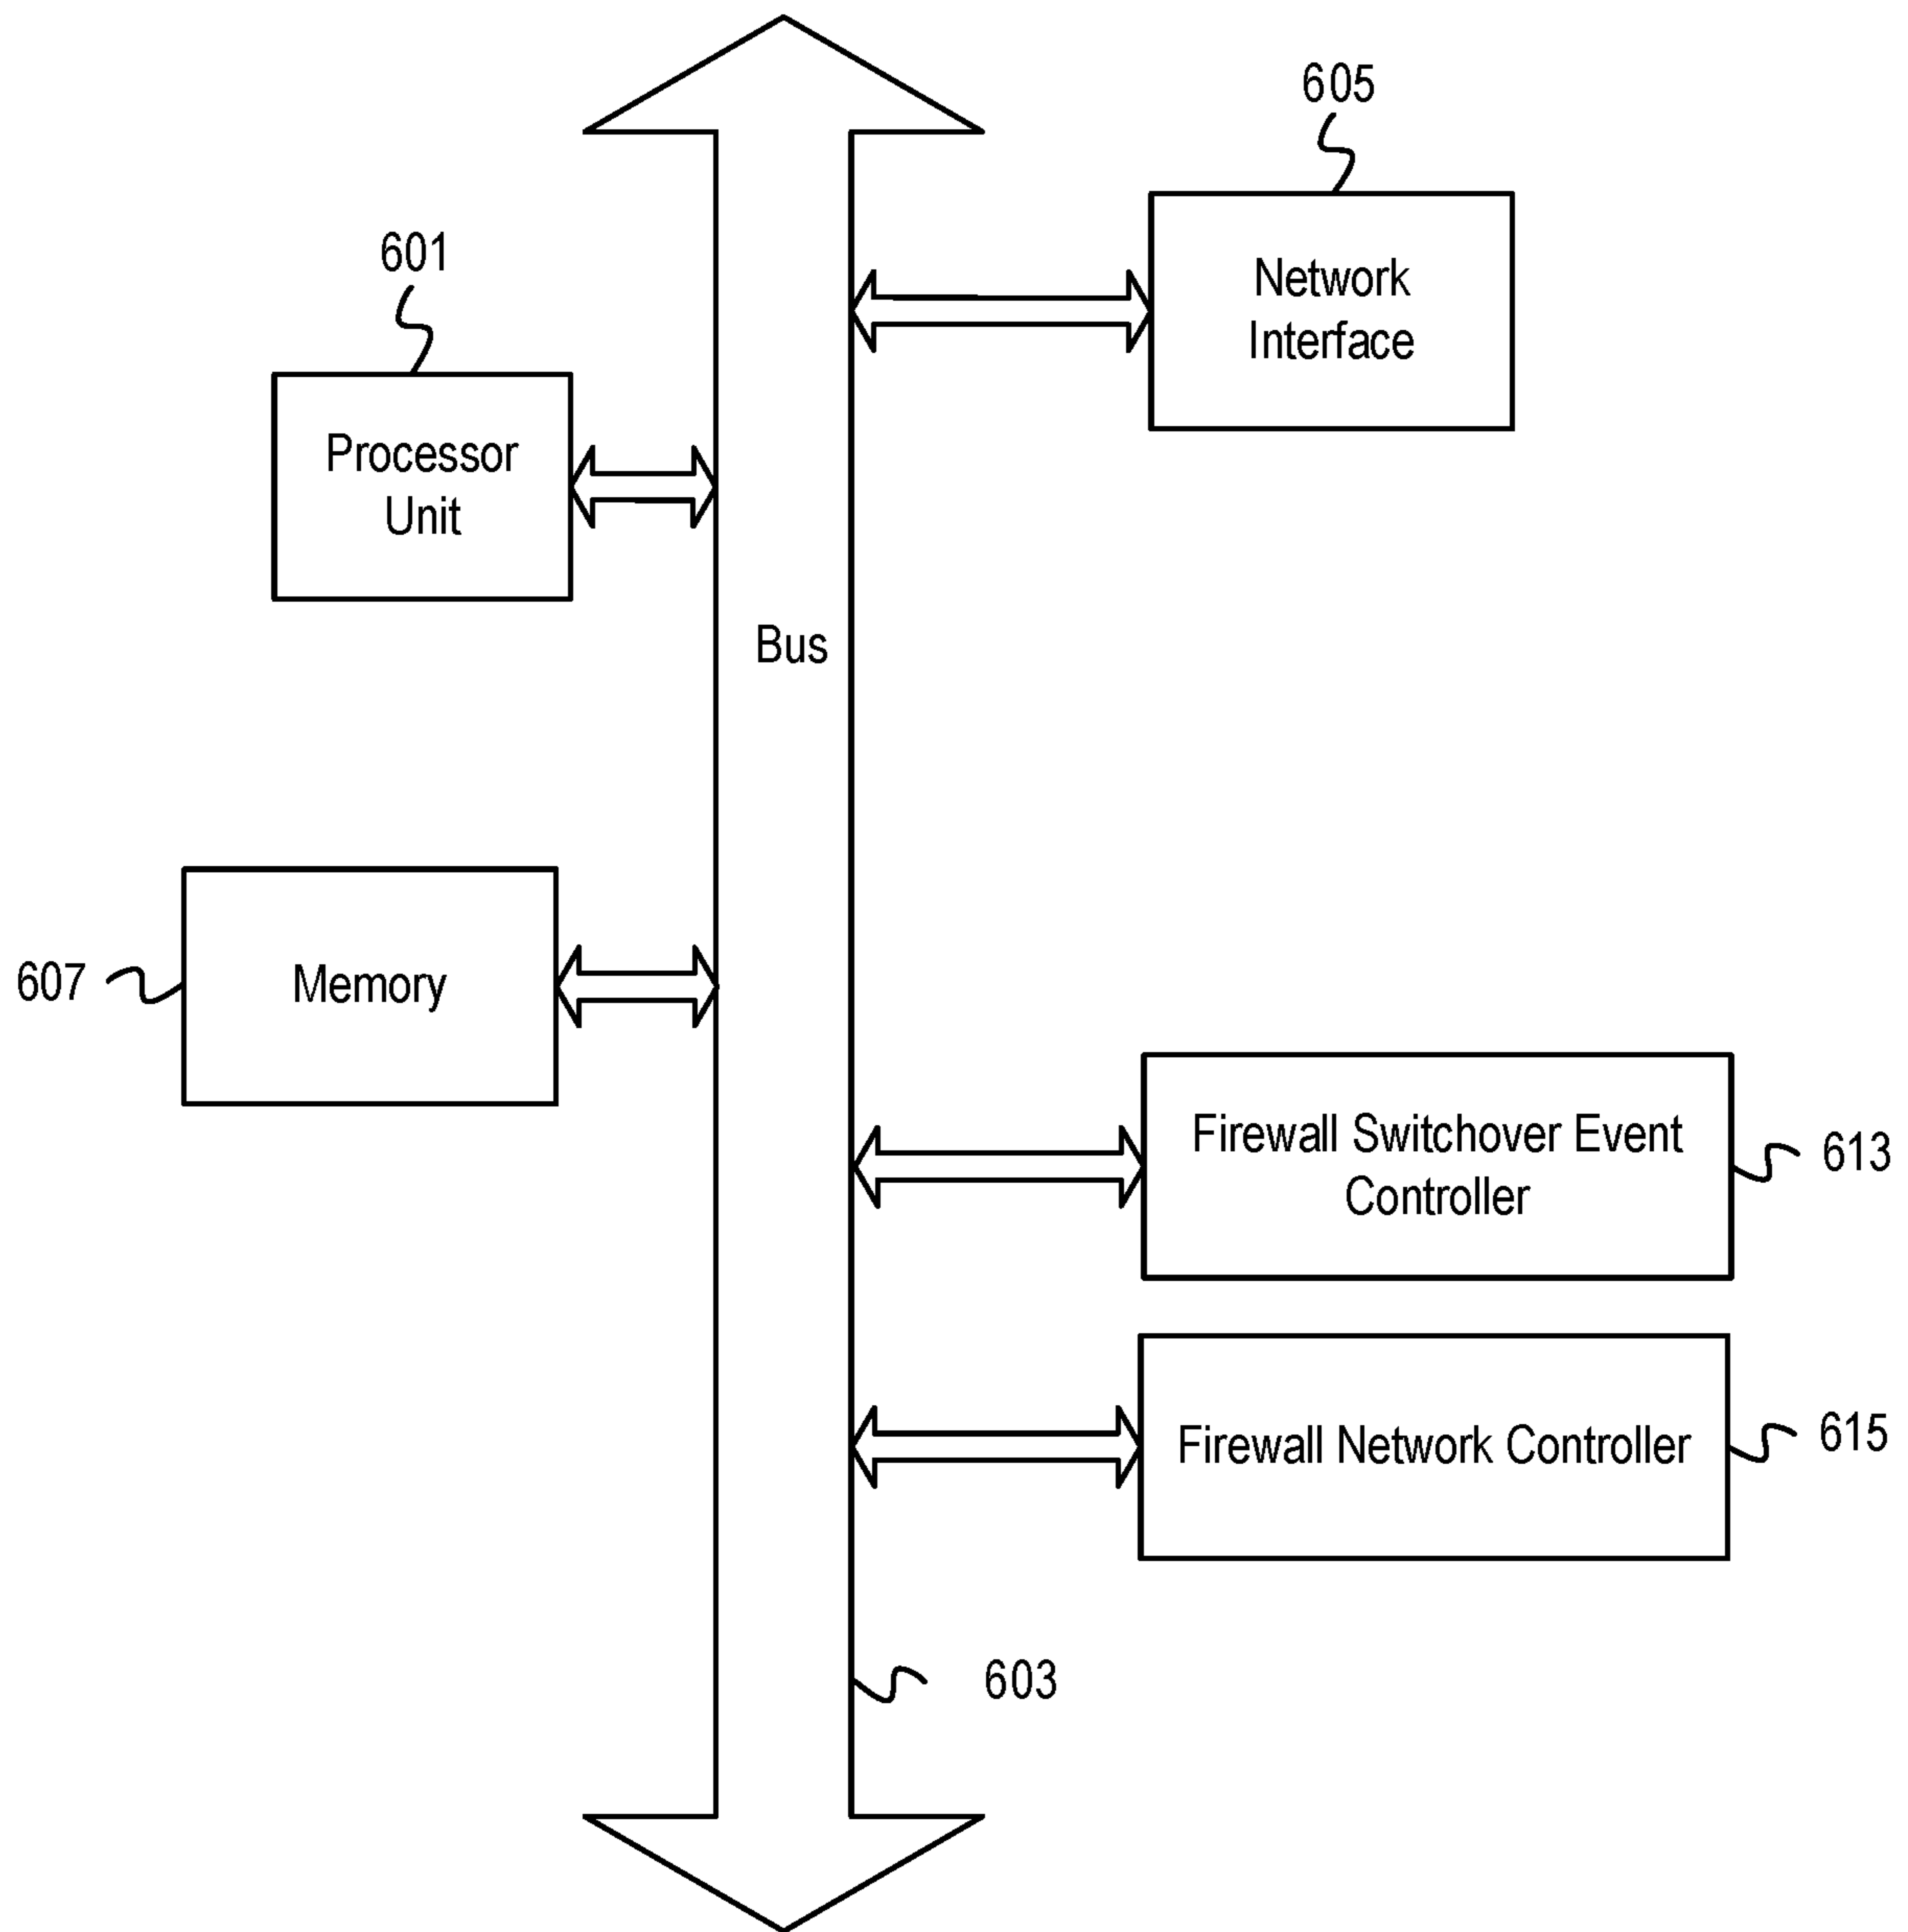 605
601
Network
Interface
Processor
Unit
Bus
607
Memory
Firewall Switchover Event
Controller
613
Firewall Network Controller
615
603